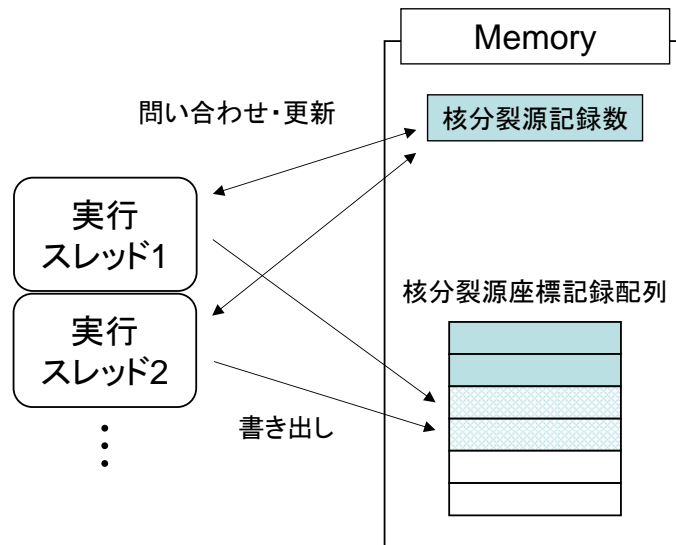 Memory
問い合わせ・更新
核分裂源記録数
実行
スレッド1
核分裂源座標記録配列
実行
スレッド2
書き出し